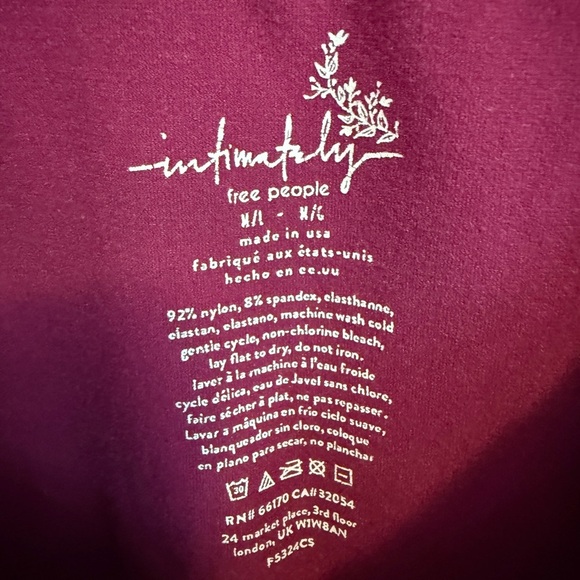 intimately
free people
M/L - M/G
made in usa
fabriqué aux états-unis
hecho en ee.uu
92% nylon, 8% spandex, elasthanne,
elastan, elastano, machine wash cold
gentle cycle, non-chlorine bleach,
lay flat to dry, do not iron.
laver à la machine à l'eau froide
cycle délica, eau de Javel sans chlore,
faire sécher à plat, ne pas repasser.
Lavar a máquina en frío ciclo suave,
blanqueador sin cloro, coloque
en plano para secar, no planchar
30
RN# 66170 CA# 32054
24 market place, 3rd floor
london, UK W1W8AN
F5324CS